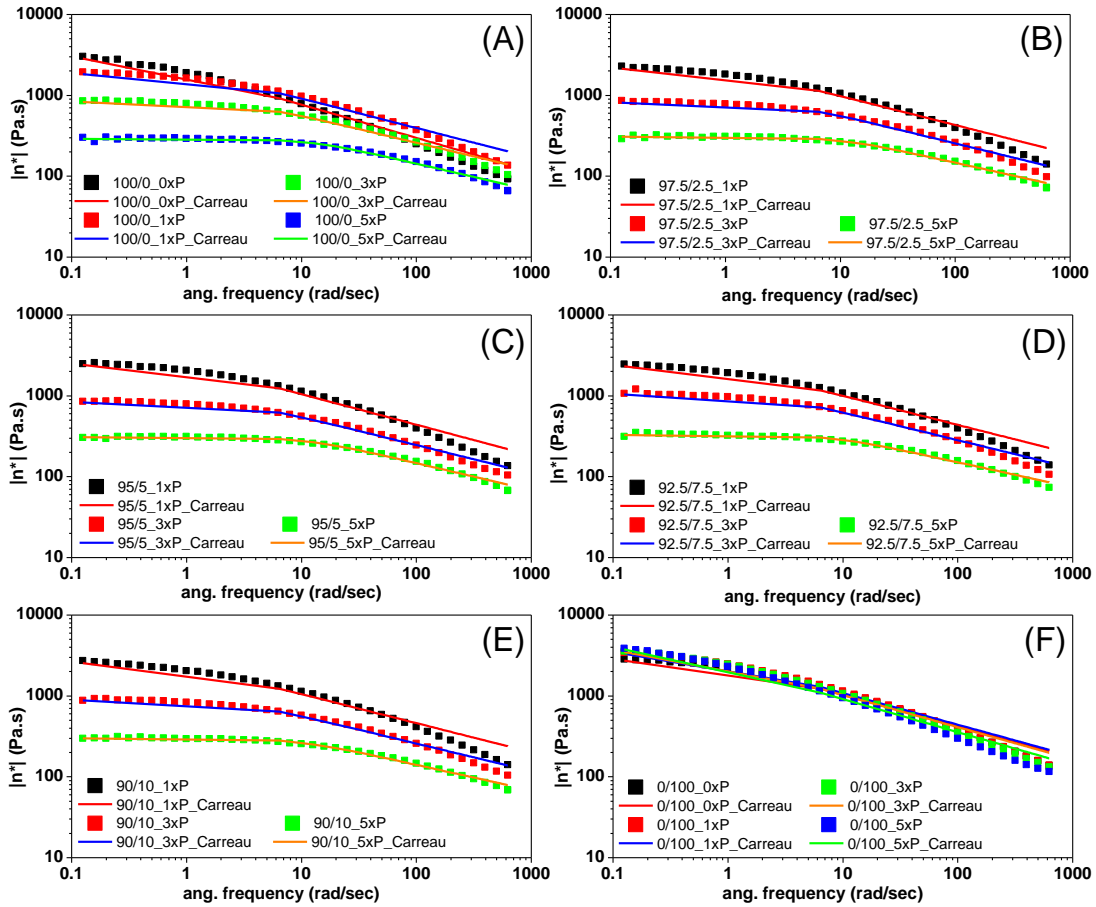 (A)
10000
1000
100
10
|n*| (Pa.s)
100/0_0xP
100/0_0xP_Carreau
100/0_1xP
100/0_1xP_Carreau
100/0_3xP
100/0_3xP_Carreau
100/0_5xP
100/0_5xP_Carreau
0.1 1 10 100 1000
ang. frequency (rad/sec)
(B)
10000
1000
100
10
|n*| (Pa.s)
97.5/2.5_1xP
97.5/2.5_1xP_Carreau
97.5/2.5_3xP
97.5/2.5_3xP_Carreau
97.5/2.5_5xP
97.5/2.5_5xP_Carreau
0.1 1 10 100 1000
ang. frequency (rad/sec)
(C)
10000
1000
100
10
|n*| (Pa.s)
95/5_1xP
95/5_1xP_Carreau
95/5_3xP
95/5_3xP_Carreau
95/5_5xP
95/5_5xP_Carreau
0.1 1 10 100 1000
ang. frequency (rad/sec)
(D)
10000
1000
100
10
|n*| (Pa.s)
92.5/7.5_1xP
92.5/7.5_1xP_Carreau
92.5/7.5_3xP
92.5/7.5_3xP_Carreau
92.5/7.5_5xP
92.5/7.5_5xP_Carreau
0.1 1 10 100 1000
ang. frequency (rad/sec)
(E)
10000
1000
100
10
|n*| (Pa.s)
90/10_1xP
90/10_1xP_Carreau
90/10_3xP
90/10_3xP_Carreau
90/10_5xP
90/10_5xP_Carreau
0.1 1 10 100 1000
ang. frequency (rad/sec)
(F)
10000
1000
100
10
|n*| (Pa.s)
0/100_0xP
0/100_0xP_Carreau
0/100_1xP
0/100_1xP_Carreau
0/100_3xP
0/100_3xP_Carreau
0/100_5xP
0/100_5xP_Carreau
0.1 1 10 100 1000
ang. frequency (rad/sec)